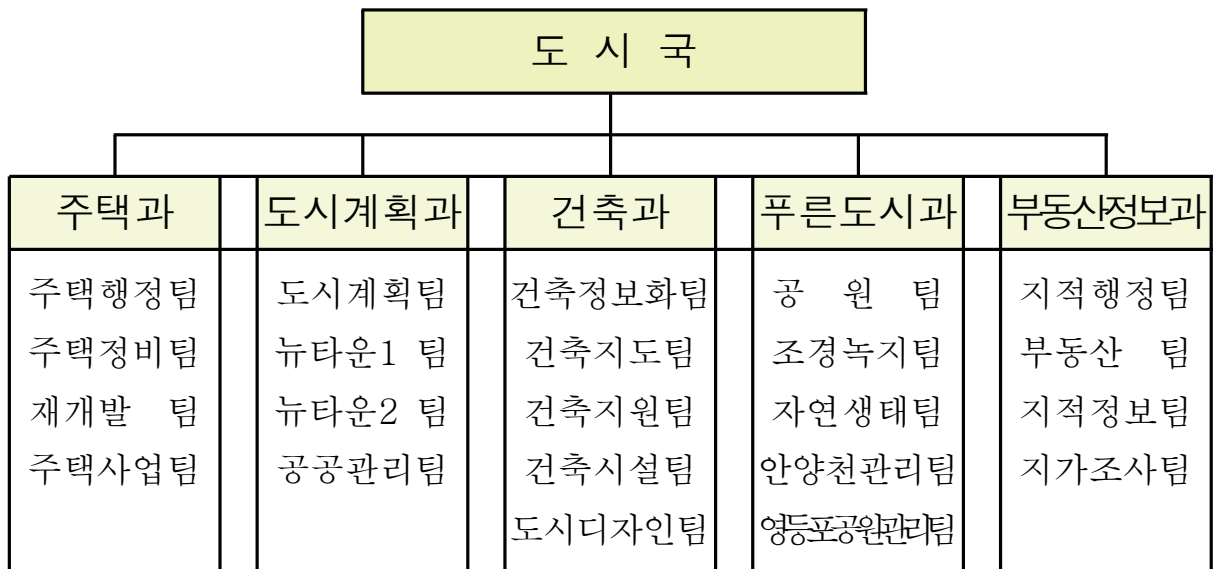 도 시 국
주택과
주택행정팀
주택정비팀
재개발 팀
주택사업팀
도시계획과
도시계획팀
뉴타운1 팀
뉴타운2 팀
공공관리팀
건축과
건축정보화팀
건축지도팀
건축지원팀
건축시설팀
도시디자인팀
푸른도시과
공 원 팀
조경녹지팀
자연생태팀
안양천관리팀
영등포공원관리팀
부동산정보과
지적행정팀
부동산 팀
지적정보팀
지가조사팀